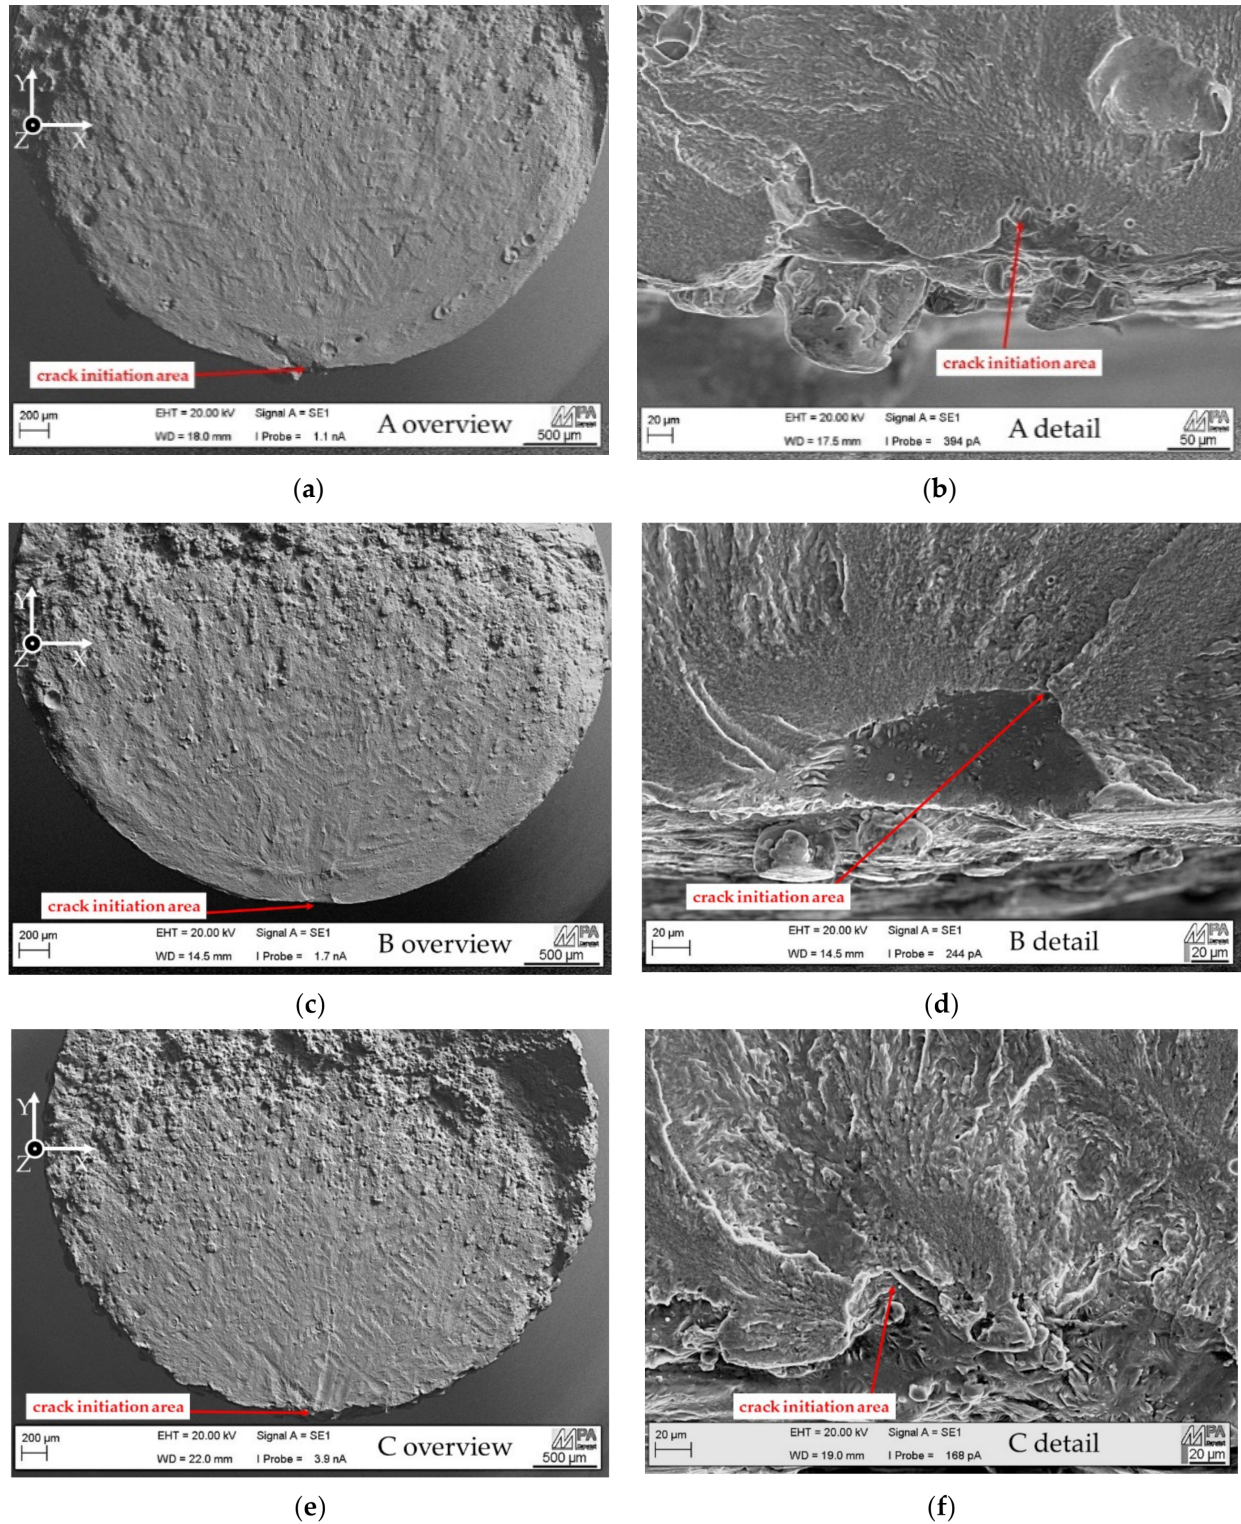 Y
Z X
crack initiation area
200 µm EHT = 20.00 kV Signal A = SE1 A overview MPA
WD = 18.0 mm I Probe = 1.1 nA 500 µm
crack initiation area
20 µm EHT = 20.00 kV Signal A = SE1 A detail MPA
WD = 17.5 mm I Probe = 394 pA 50 µm
(a)
(b)
Y
Z X
crack initiation area
200 µm EHT = 20.00 kV Signal A = SE1 B overview MPA
WD = 14.5 mm I Probe = 1.7 nA 500 µm
crack initiation area
20 µm EHT = 20.00 kV Signal A = SE1 B detail MPA
WD = 14.5 mm I Probe = 244 pA 20 µm
(c)
(d)
Y
Z X
crack initiation area
200 µm EHT = 20.00 kV Signal A = SE1 C overview MPA
WD = 22.0 mm I Probe = 3.9 nA 500 µm
crack initiation area
20 µm EHT = 20.00 kV Signal A = SE1 C detail MPA
WD = 19.0 mm I Probe = 168 pA 20 µm
(e)
(f)